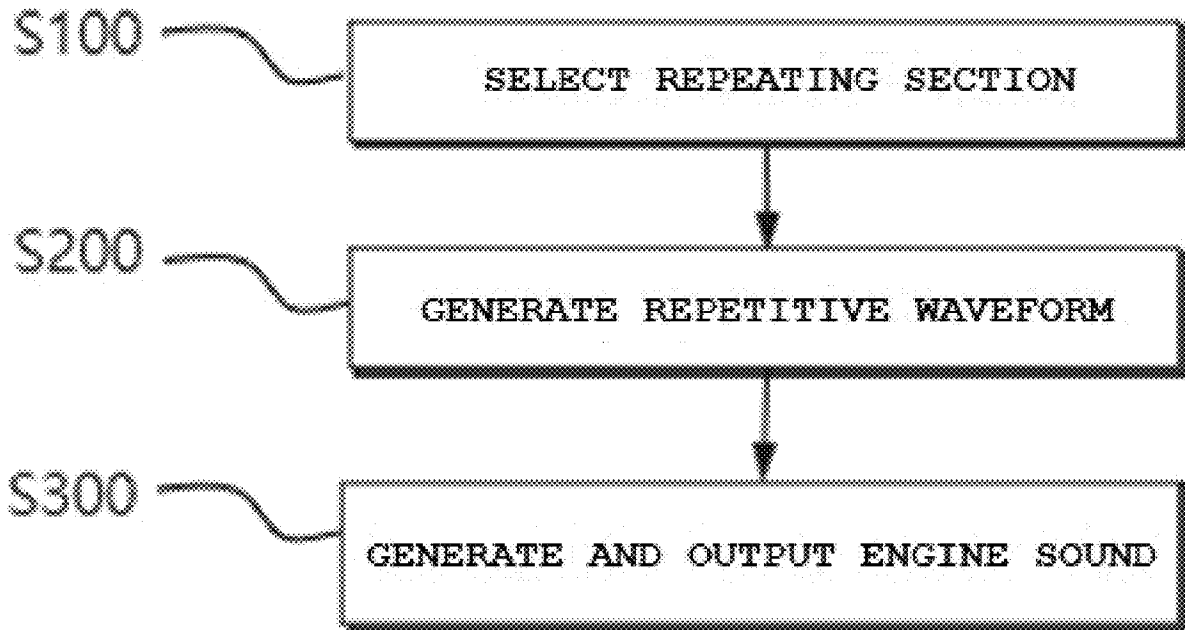 S100
SELECT REPEATING SECTION
S200
GENERATE REPETITIVE WAVEFORM
S300
GENERATE AND OUTPUT ENGINE SOUND